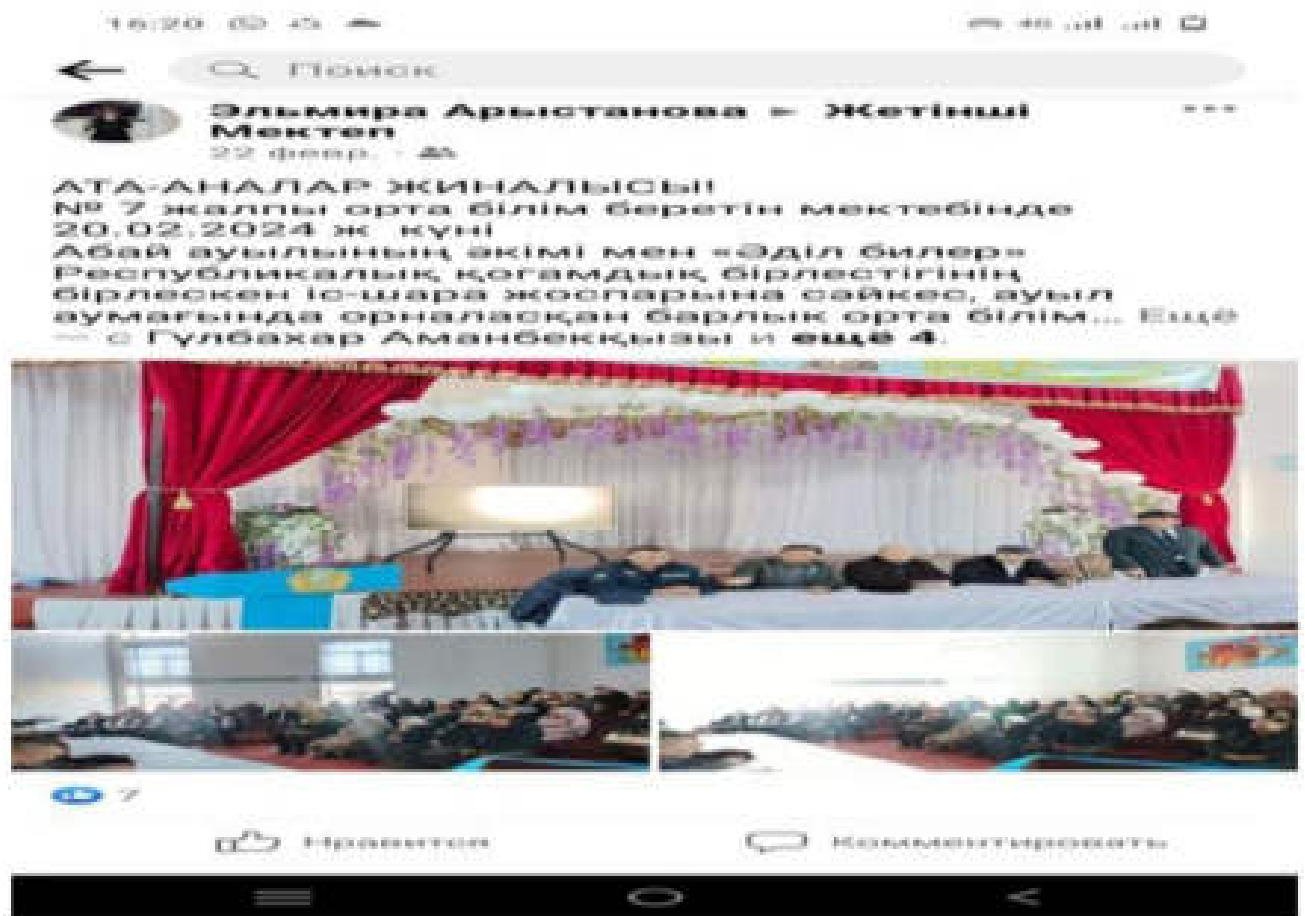 16:20
Поиск
Эльмира Арыстанова ► Жетінші
Мектеп
22 февр. ·
АТА-АНАЛАР ЖИНАЛЫСЫ!
№ 7 жалпы орта білім беретін мектебінде
20.02.2024 ж күні
Абай ауылының әкімі мен «Әділ билер»
Республикалық қоғамдық бірлестігінің
бірлескен іс-шара жоспарына сәйкес, ауыл
аумағында орналасқан барлық орта білім... Ещё
— с Гүлбахар Аманбекқызы и ещё 4.
7
Нравится
Комментировать